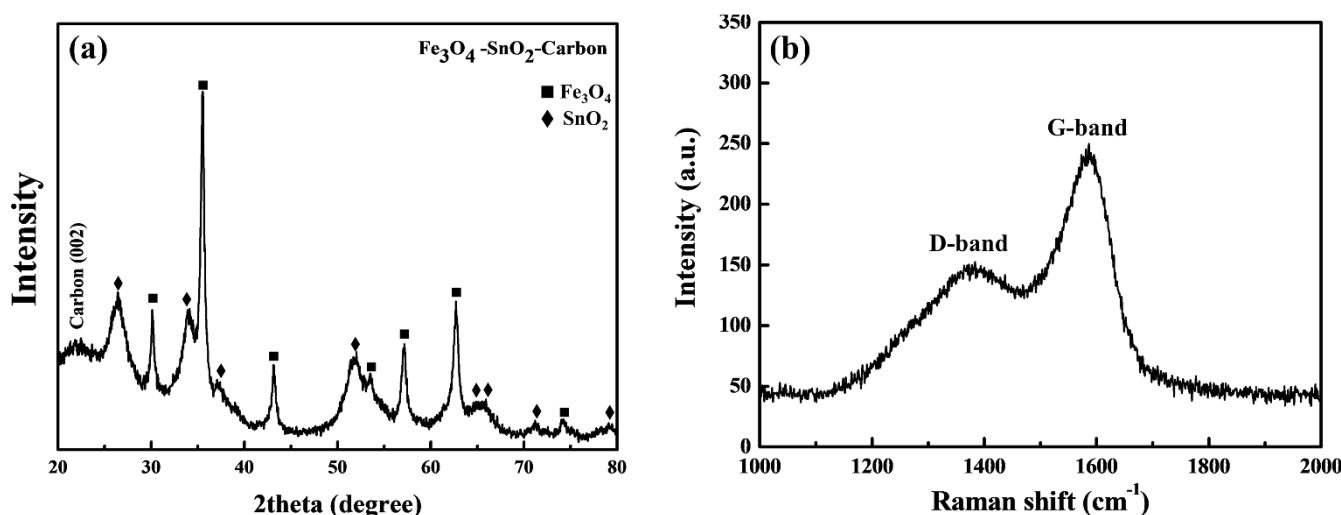 (a)
Fe₃O₄ -SnO₂-Carbon
■ Fe₃O₄
♦ SnO₂
Carbon (002)
Intensity
20 30 40 50 60 70 80
2theta (degree)
(b)
350
300
250
200
150
100
50
0
G-band
D-band
Intensity (a.u.)
1000 1200 1400 1600 1800 2000
Raman shift (cm⁻¹)